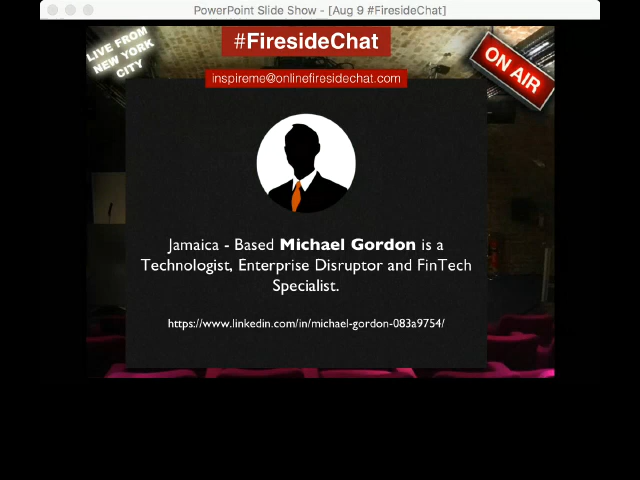 PowerPoint Slide Show - [Aug 9 #FiresideChat]
#FiresideChat
LIVE FROM
NEW YORK
CITY
ON AIR
inspireme@onlinefiresidechat.com
Jamaica - Based Michael Gordon is a
Technologist, Enterprise Disruptor and FinTech
Specialist.
https://www.linkedin.com/in/michael-gordon-083a9754/